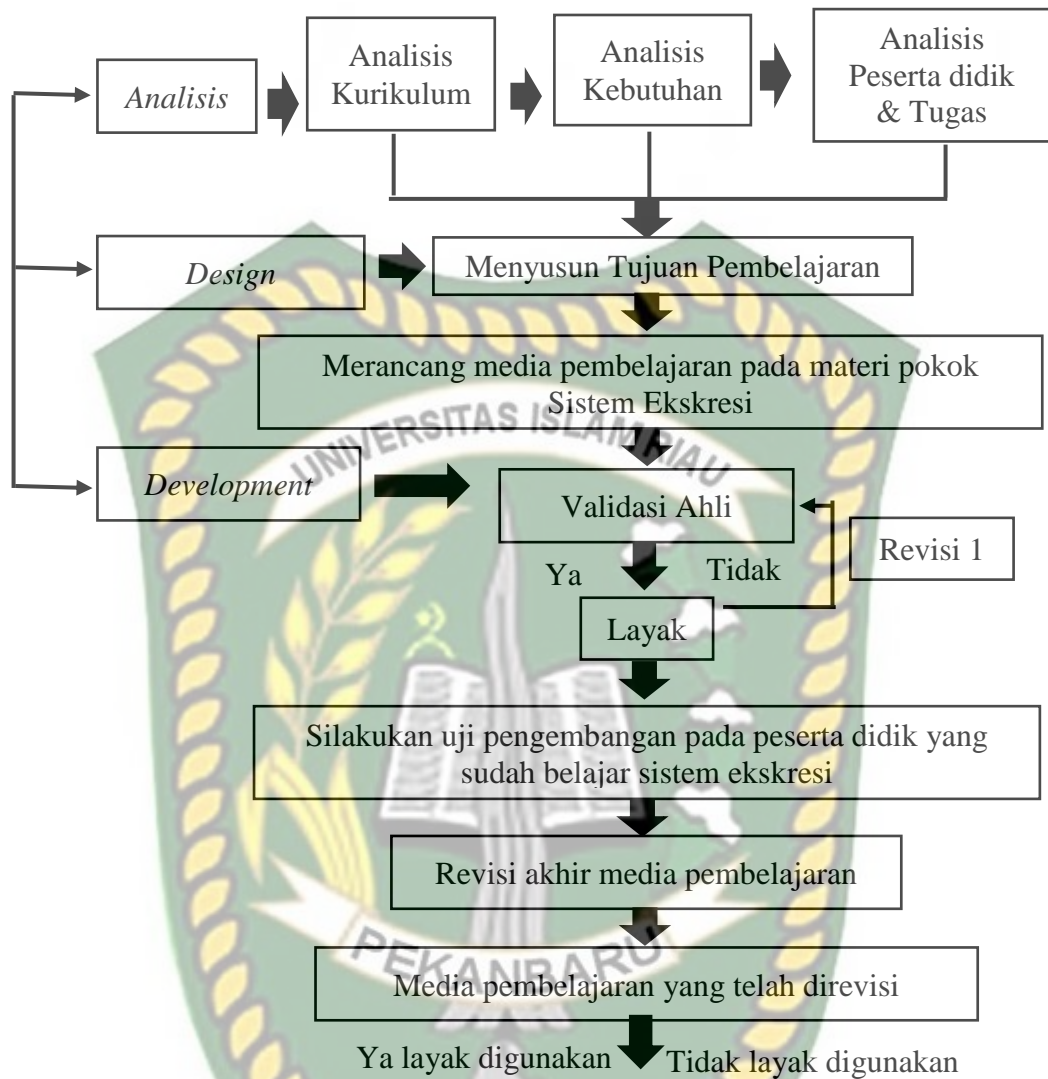 Analisis
Analisis
Kurikulum
Analisis
Kebutuhan
Analisis
Peserta didik
& Tugas
Design
Menyusun Tujuan Pembelajaran
Merancang media pembelajaran pada materi pokok
Sistem Ekskresi
UNIVERSITAS ISLAM RIAU
Development
Validasi Ahli
Revisi 1
Ya
Tidak
Layak
Silakukan uji pengembangan pada peserta didik yang
sudah belajar sistem ekskresi
Revisi akhir media pembelajaran
PEKANBARU
Media pembelajaran yang telah direvisi
Ya layak digunakan
Tidak layak digunakan